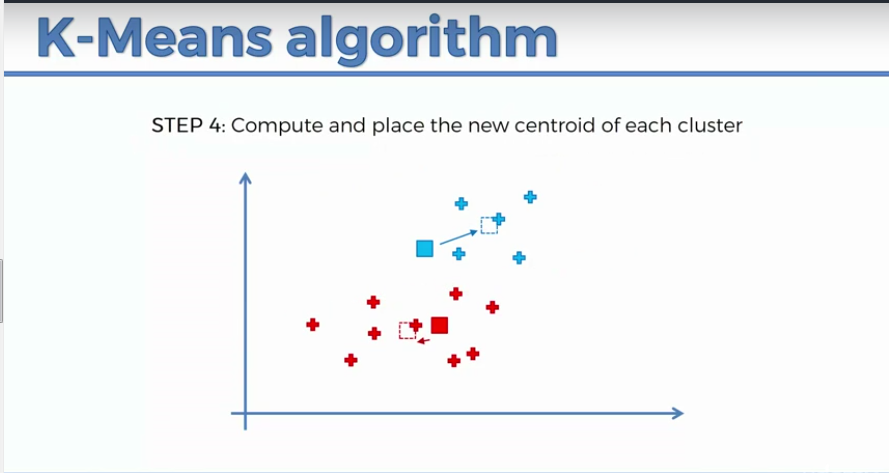 K-Means algorithm
STEP 4: Compute and place the new centroid of each cluster